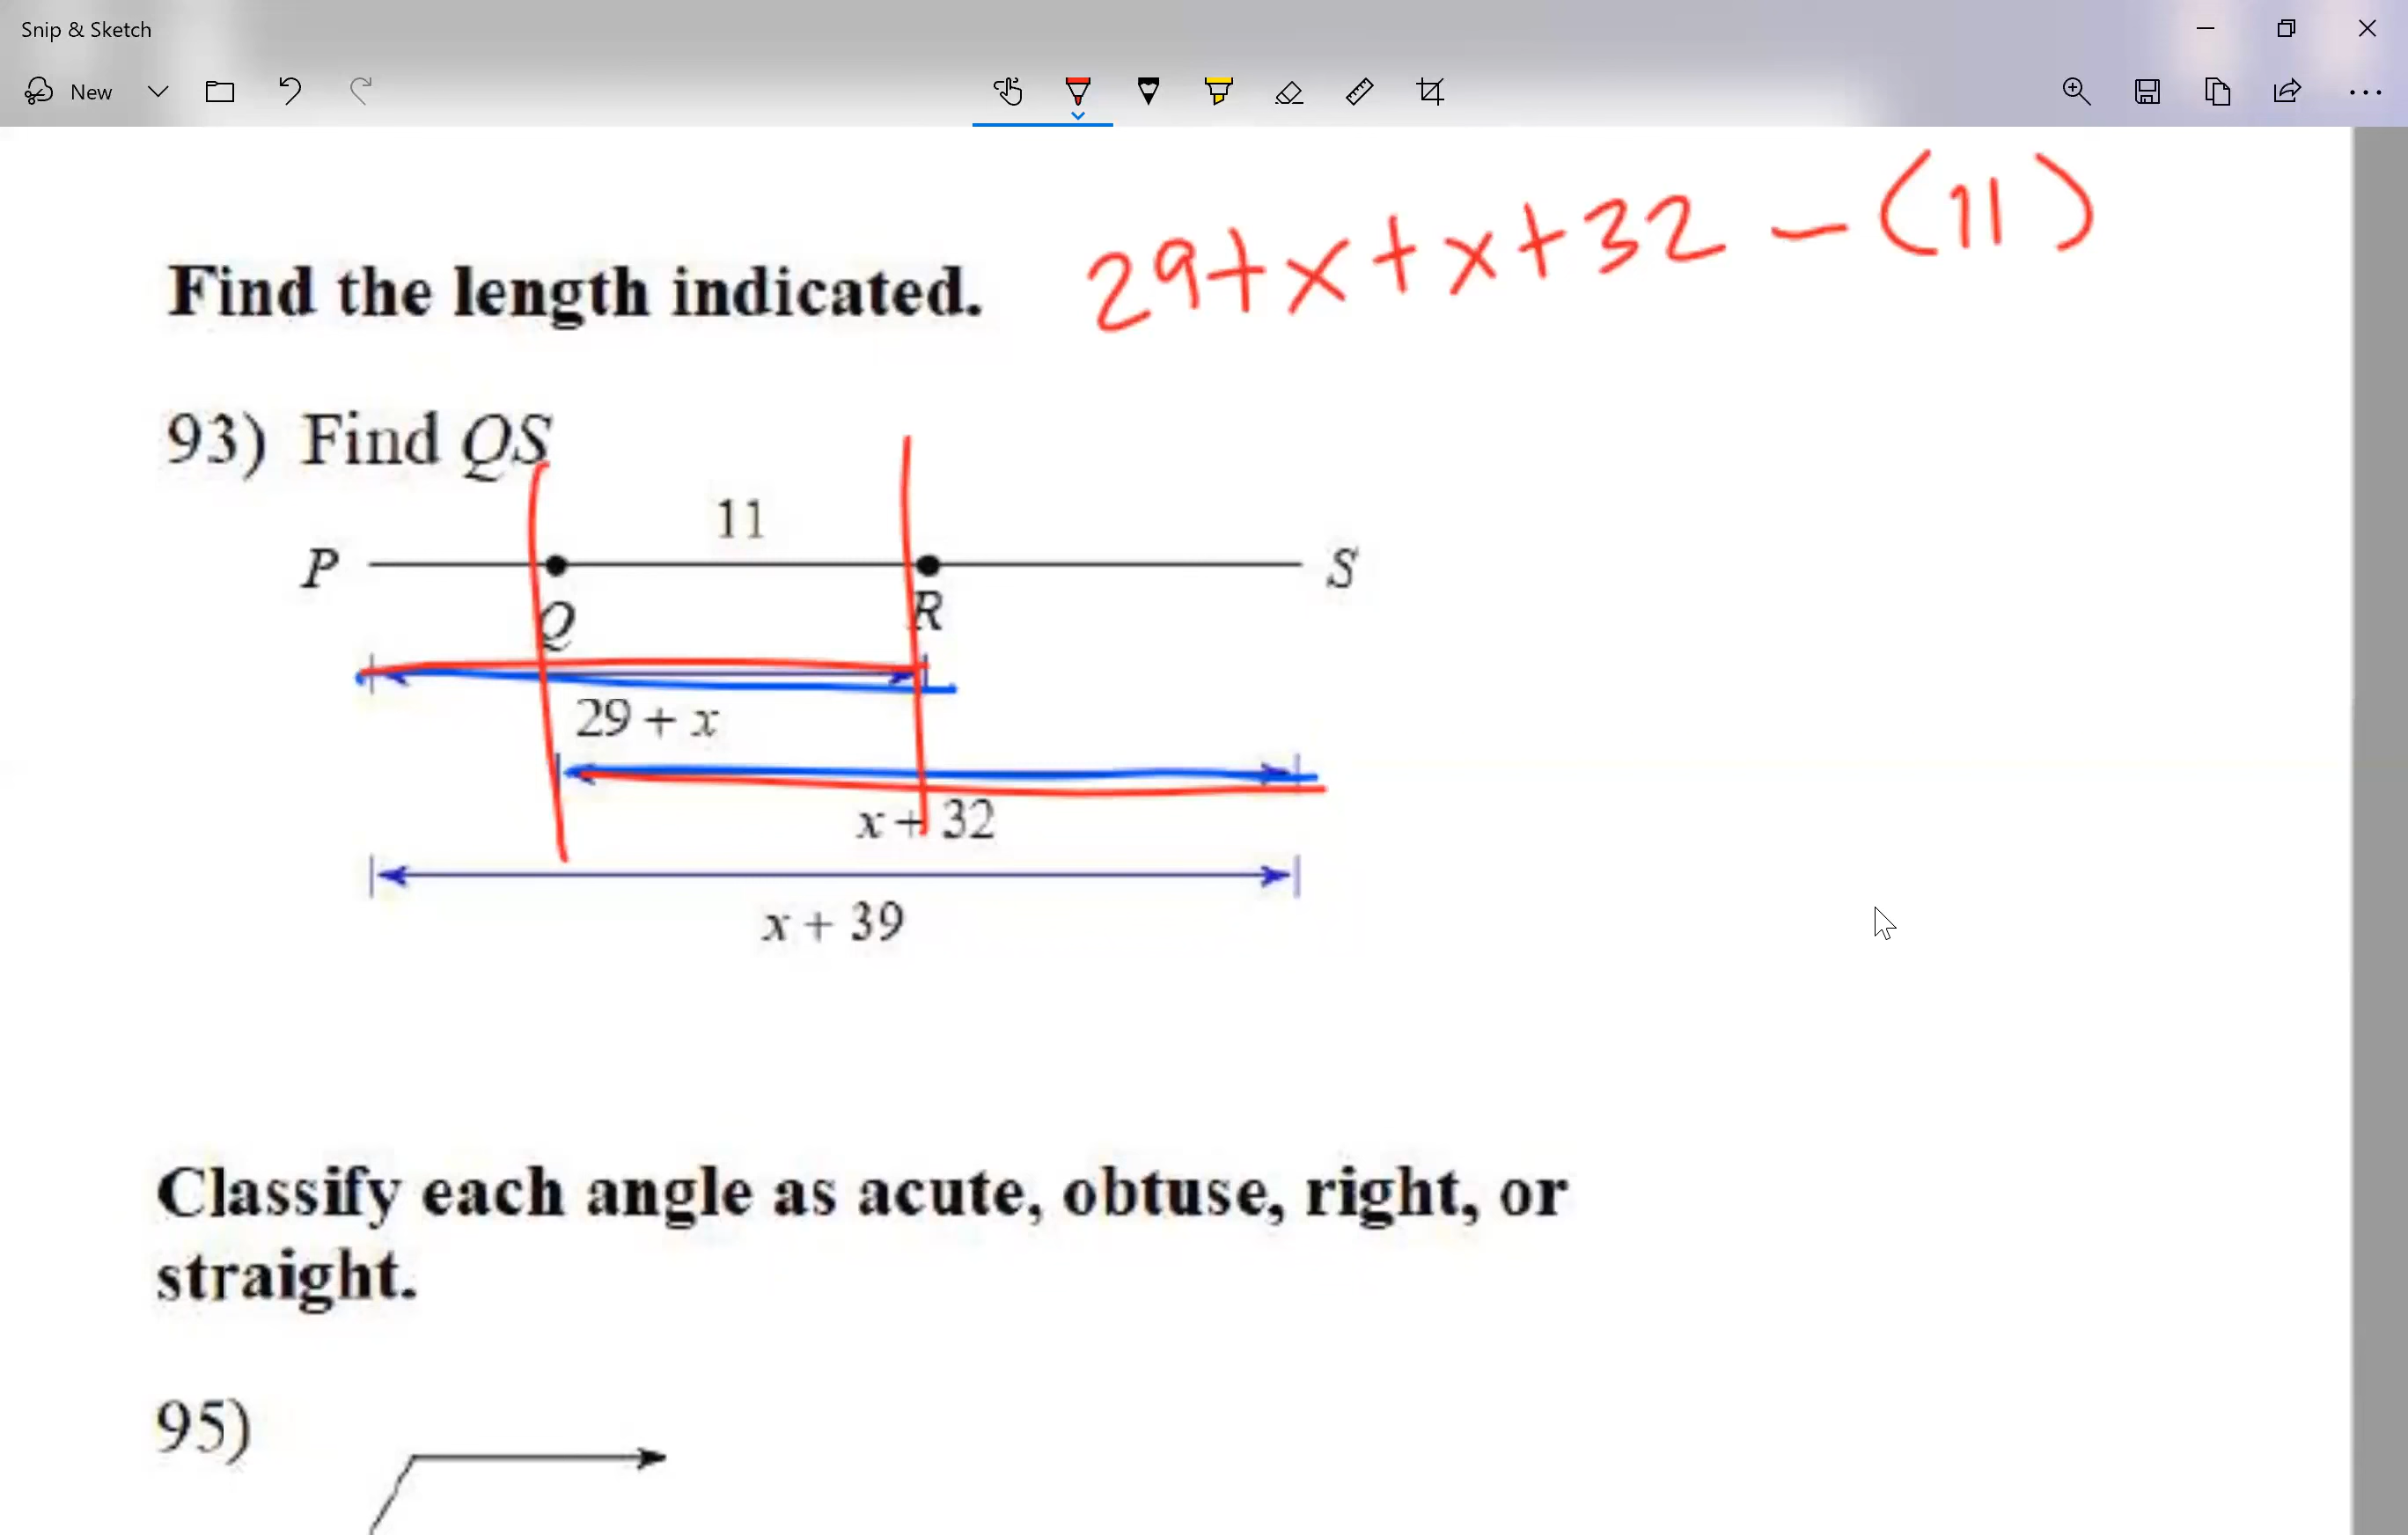 Snip & Sketch
New
29+x+x+32-(11)
Find the length indicated.
93) Find QS
11
P
S
Q
R
29 + x
x + 32
x + 39
Classify each angle as acute, obtuse, right, or
straight.
95)